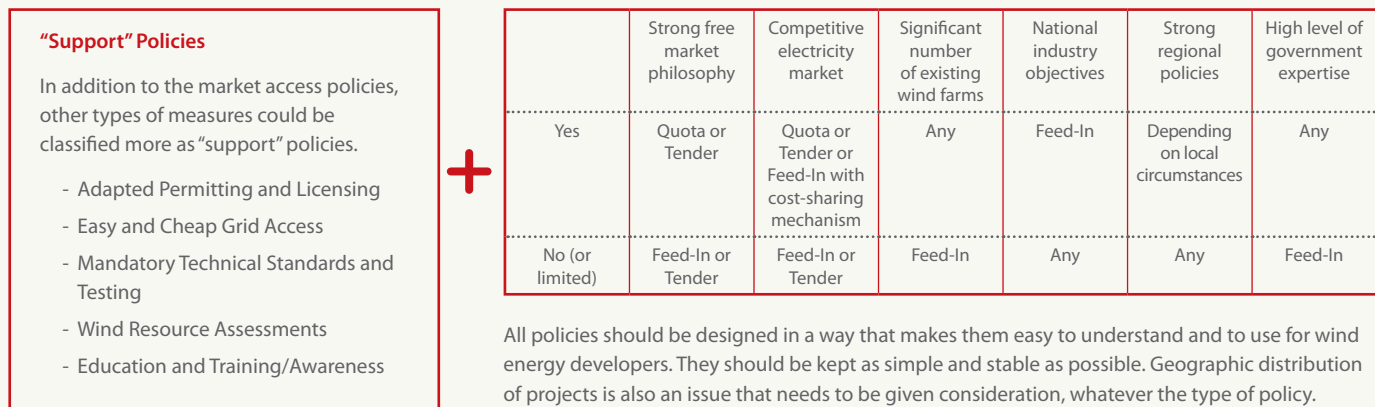 “Support” Policies
In addition to the market access policies,
other types of measures could be
classified more as “support” policies.
- Adapted Permitting and Licensing
- Easy and Cheap Grid Access
- Mandatory Technical Standards and
Testing
- Wind Resource Assessments
- Education and Training/Awareness
+
Strong free
market
philosophy
Competitive
electricity
market
Significant
number
of existing
wind farms
National
industry
objectives
Strong
regional
policies
High level of
government
expertise
Yes
Quota or
Tender
Quota or
Tender or
Feed-In with
cost-sharing
mechanism
Any
Feed-In
Depending
on local
circumstances
Any
No (or
limited)
Feed-In or
Tender
Feed-In or
Tender
Feed-In
Any
Any
Feed-In
All policies should be designed in a way that makes them easy to understand and to use for wind
energy developers. They should be kept as simple and stable as possible. Geographic distribution
of projects is also an issue that needs to be given consideration, whatever the type of policy.